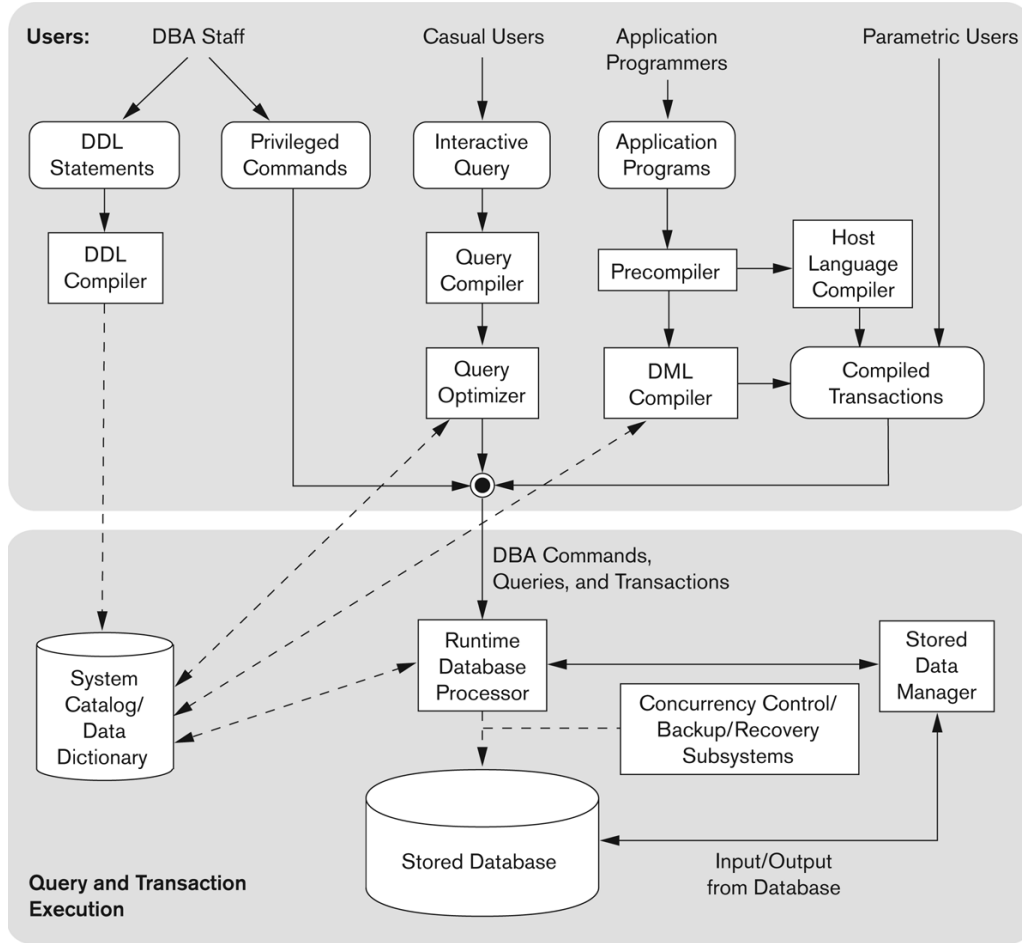 Users:
DBA Staff
Casual Users
Application
Programmers
Parametric Users
DDL
Statements
Privileged
Commands
Interactive
Query
Application
Programs
DDL
Compiler
Query
Compiler
Precompiler
Host
Language
Compiler
Query
Optimizer
DML
Compiler
Compiled
Transactions
DBA Commands,
Queries, and Transactions
System
Catalog/
Data
Dictionary
Runtime
Database
Processor
Stored
Data
Manager
Concurrency Control/
Backup/Recovery
Subsystems
Stored Database
Input/Output
from Database
Query and Transaction
Execution